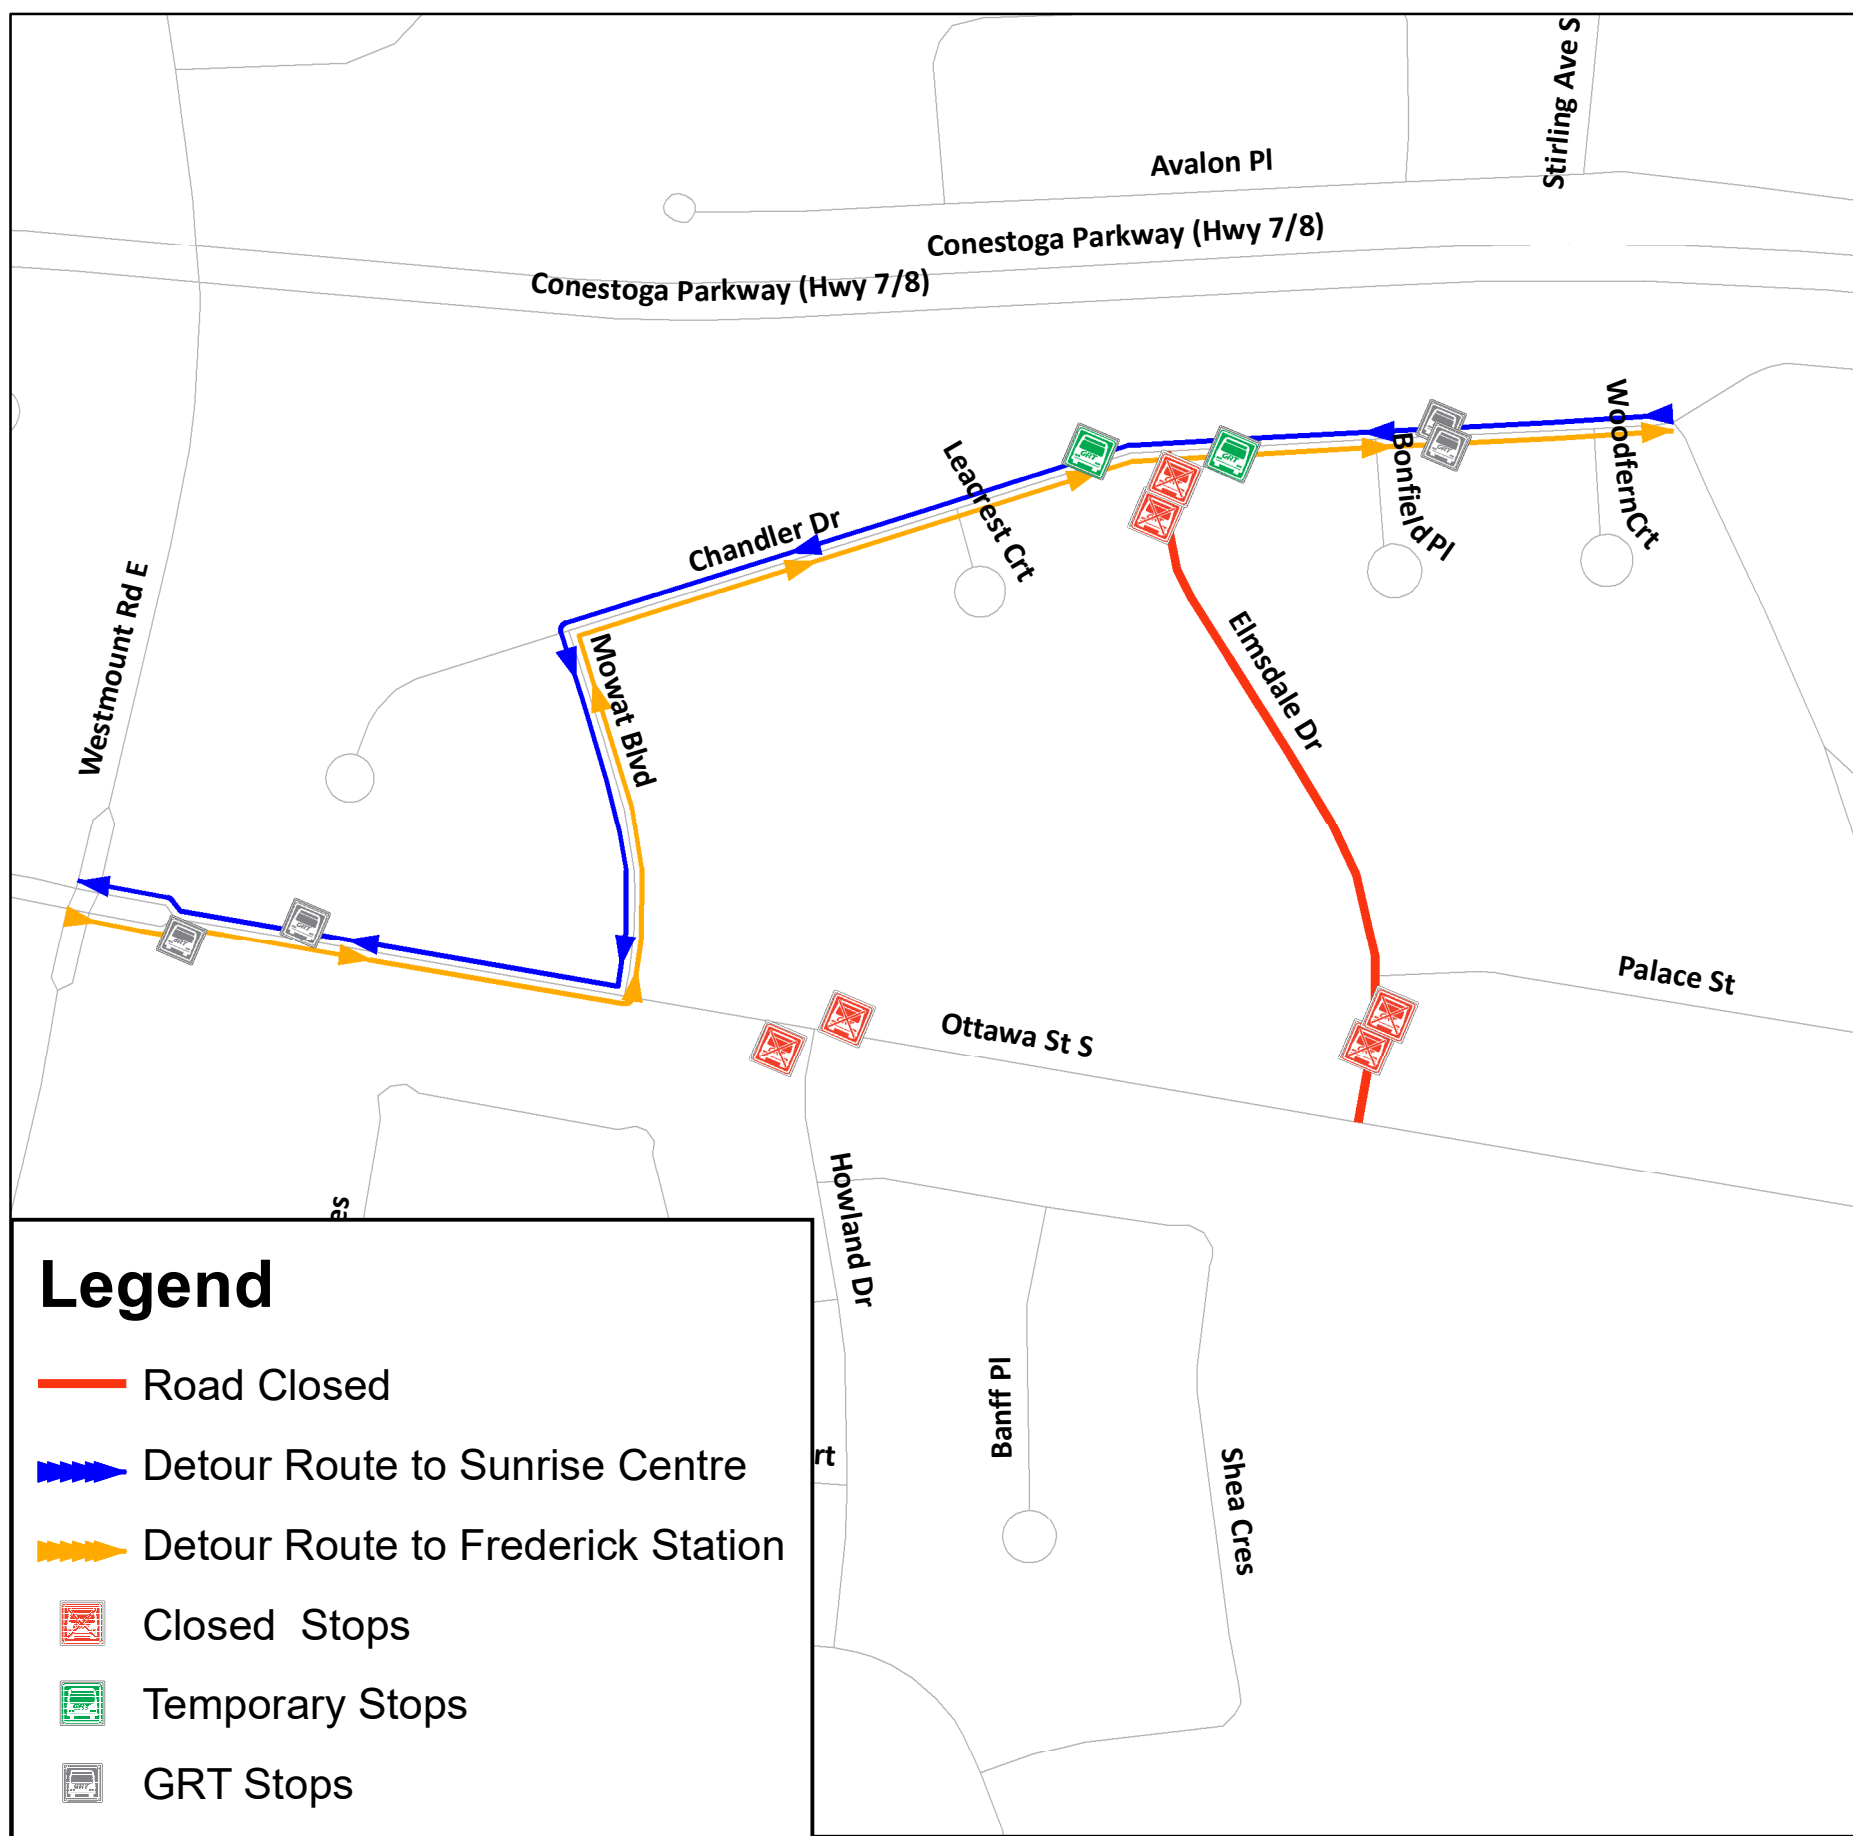 Stirling Ave S
Avalon Pl
Conestoga Parkway (Hwy 7/8)
Conestoga Parkway (Hwy 7/8)
Woodfern Crt
Bonfield Pl
Leacrest Crt
Chandler Dr
Westmount Rd E
Mowat Blvd
Elmsdale Dr
Palace St
Ottawa St S
Howland Dr
es
Banff Pl
rt
Shea Cres
Legend
Road Closed
Detour Route to Sunrise Centre
Detour Route to Frederick Station
Closed Stops
Temporary Stops
GRT Stops